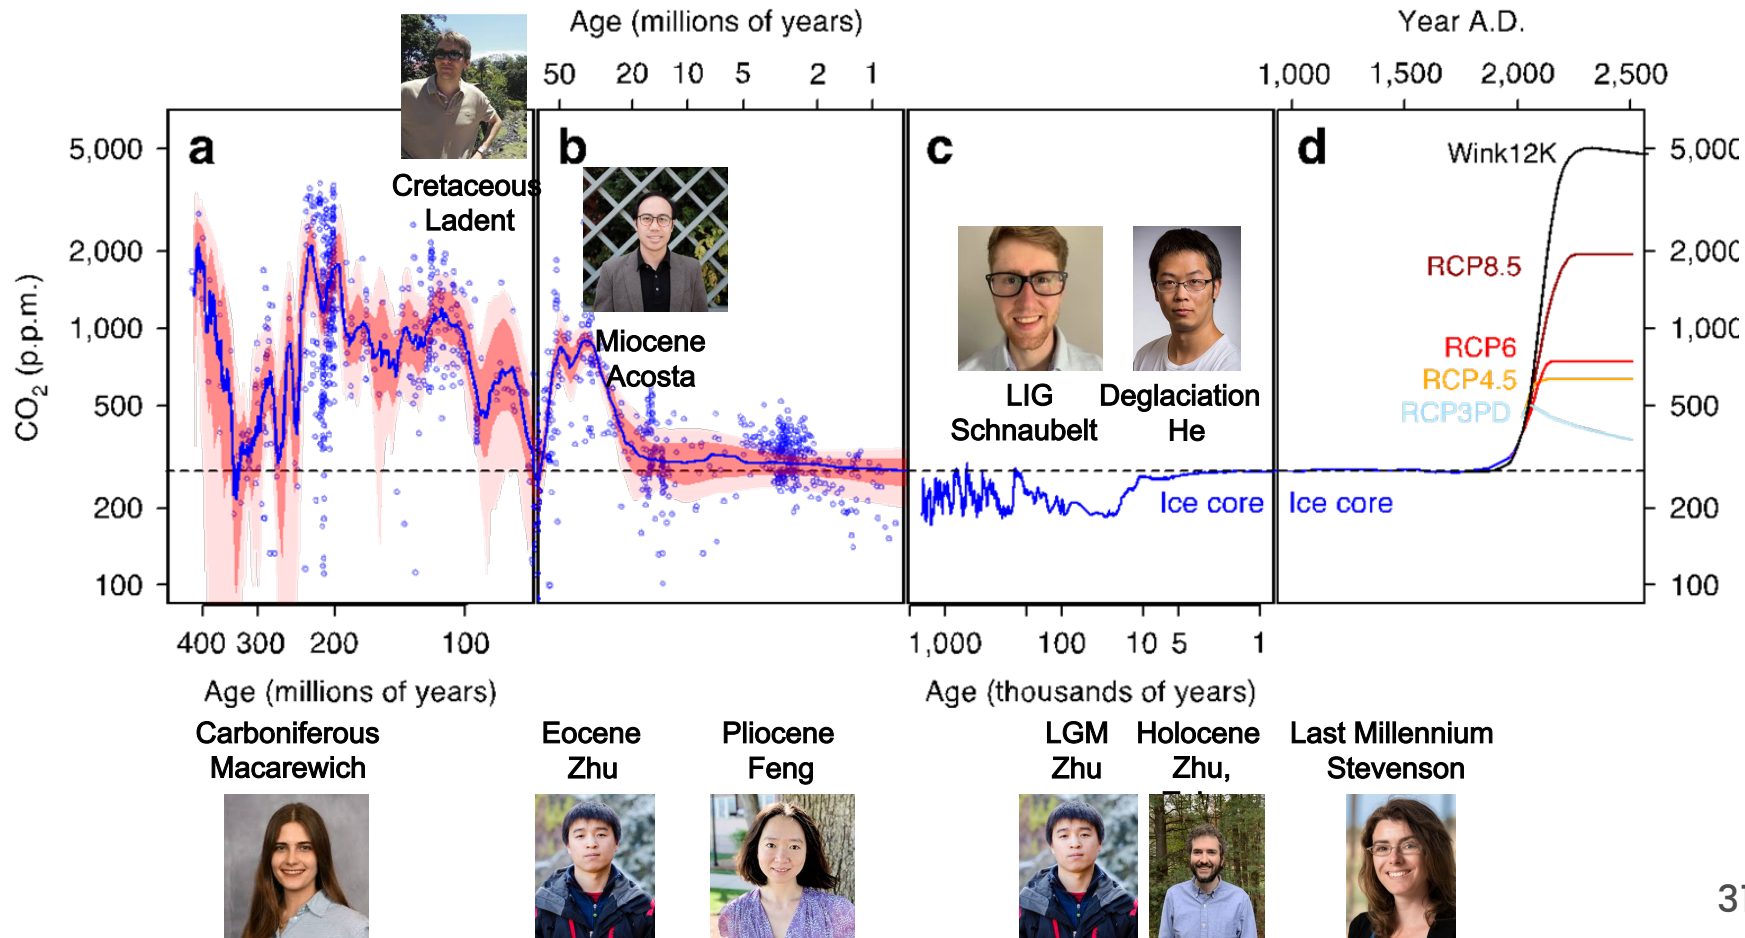 Age (millions of years)
Year A.D.
50 20 10 5 2 1
1,000 1,500 2,000 2,500
a
b
c
d
5,000
2,000
1,000
500
200
100
CO2 (p.p.m.)
Cretaceous
Ladent
Miocene
Acosta
LIG
Schnaubelt
Deglaciation
He
Ice core
Ice core
Wink12K
RCP8.5
RCP6
RCP4.5
RCP3PD
5,000
2,000
1,000
500
200
100
400 300 200 100
1,000 100 10 5 1
Age (millions of years)
Age (thousands of years)
Carboniferous
Macarewich
Eocene
Zhu
Pliocene
Feng
LGM
Zhu
Holocene
Zhu,
Last Millennium
Stevenson